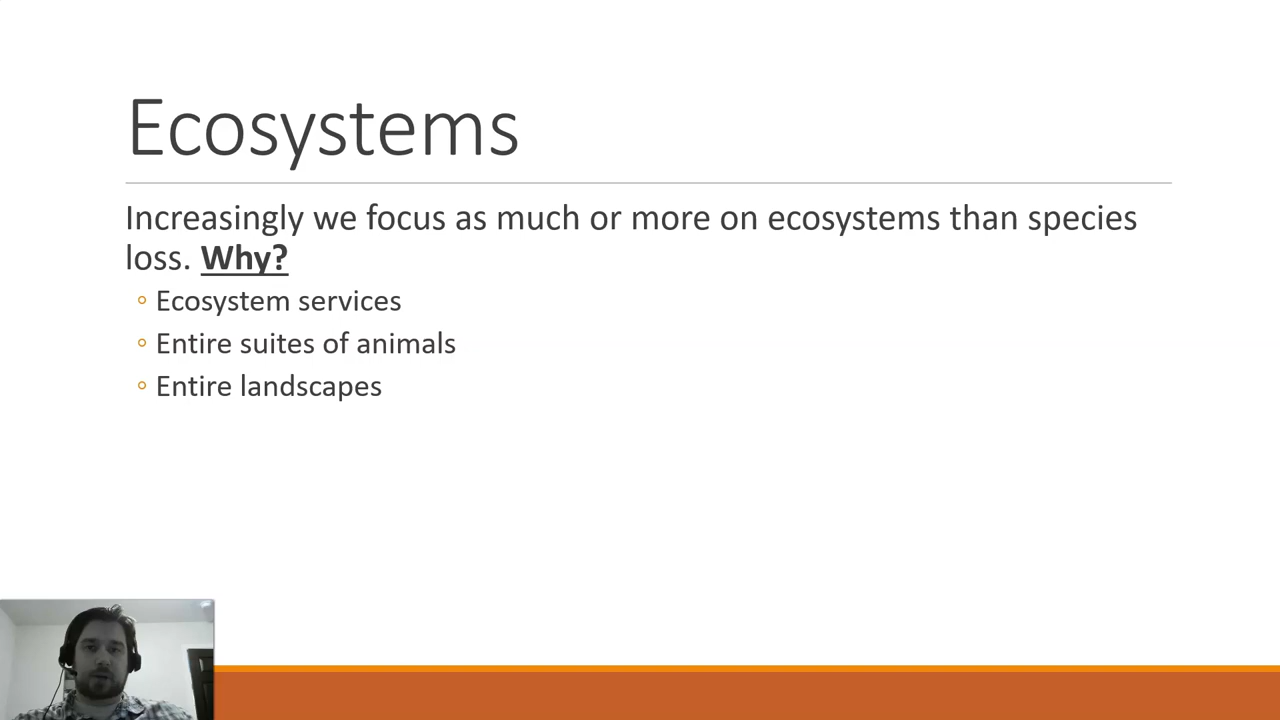 Ecosystems
Increasingly we focus as much or more on ecosystems than species
loss. Why?
Ecosystem services
Entire suites of animals
Entire landscapes